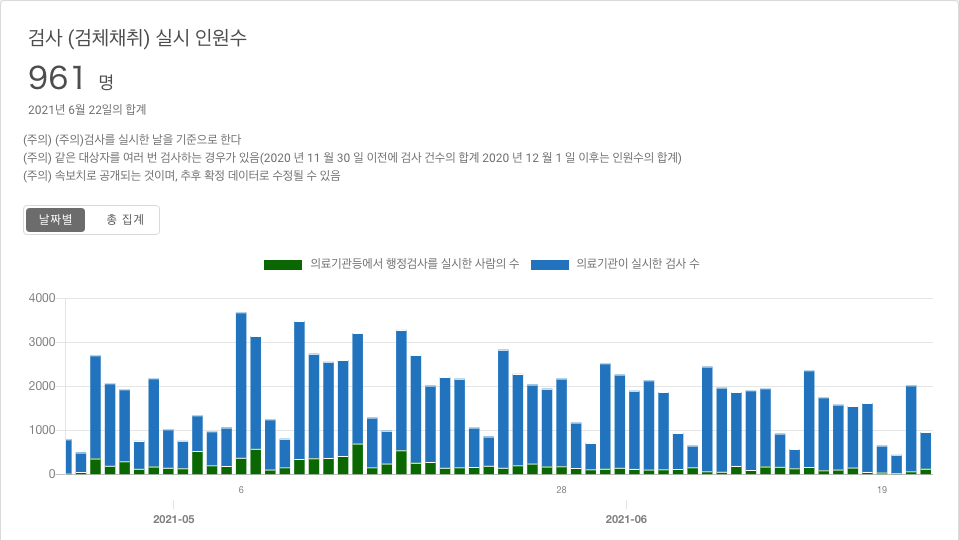 검사 (검체채취) 실시 인원수
961 명
2021년 6월 22일의 합계
(주의) (주의)검사를 실시한 날을 기준으로 한다
(주의) 같은 대상자를 여러 번 검사하는 경우가 있음(2020 년 11 월 30 일 이전에 검사 건수의 합계 2020 년 12 월 1 일 이후는 인원수의 합계)
(주의) 속보치로 공개되는 것이며, 추후 확정 데이터로 수정될 수 있음
날짜별 총 집계
의료기관등에서 행정검사를 실시한 사람의 수 의료기관이 실시한 검사 수
4000
3000
2000
1000
0
6 28 19
2021-05 2021-06